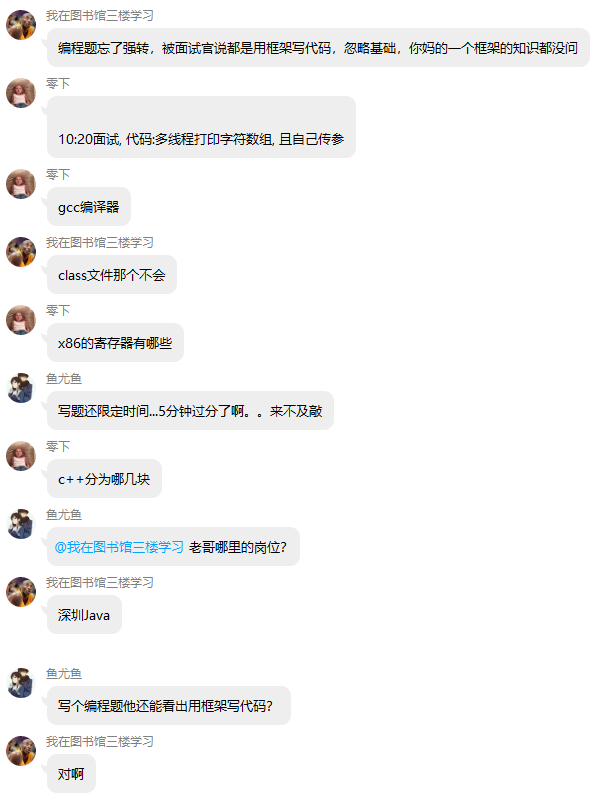 我在图书馆三楼学习
编程题忘了强转，被面试官说都是用框架写代码，忽略基础，你妈的一个框架的知识都没问
零下
10:20面试, 代码:多线程打印字符数组, 且自己传参
零下
gcc编译器
我在图书馆三楼学习
class文件那个不会
零下
x86的寄存器有哪些
鱼尤鱼
写题还限定时间...5分钟过分了啊。。来不及敲
零下
c++分为哪几块
鱼尤鱼
@我在图书馆三楼学习 老哥哪里的岗位？
我在图书馆三楼学习
深圳Java
鱼尤鱼
写个编程题他还能看出用框架写代码？
我在图书馆三楼学习
对啊